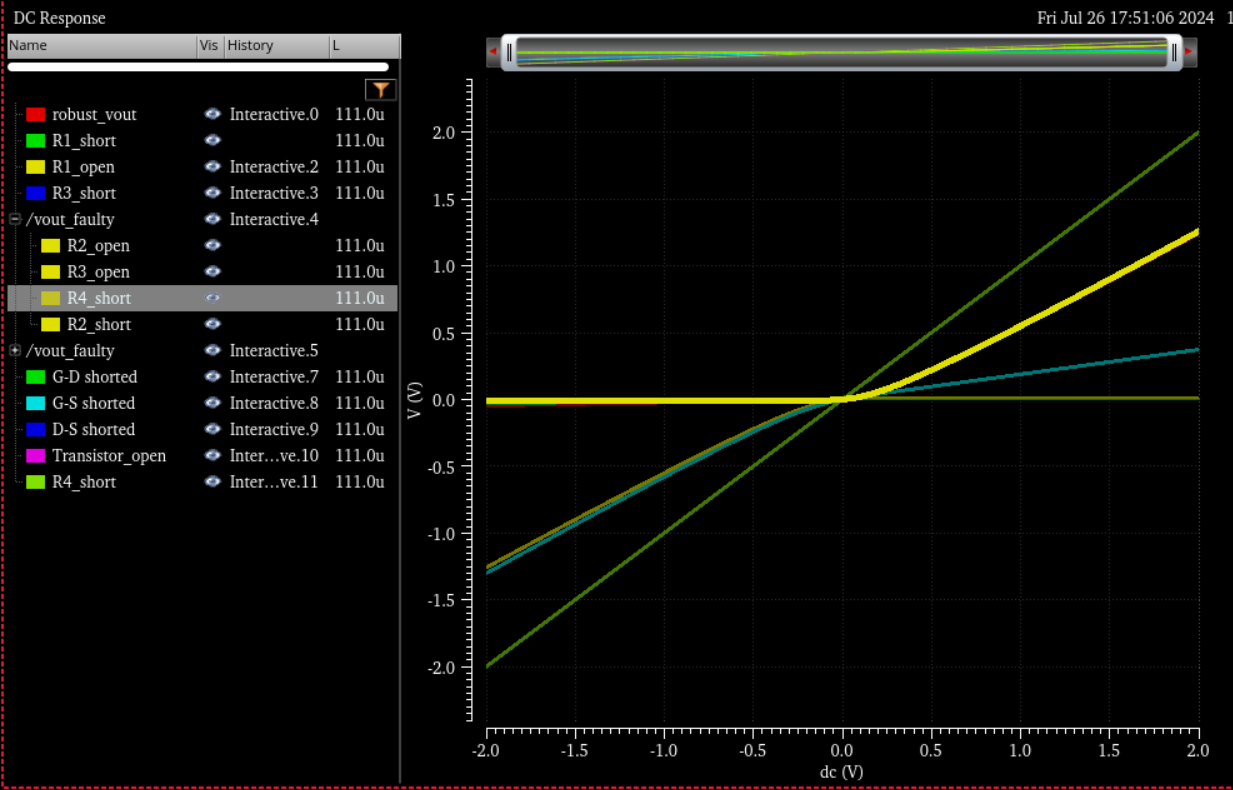 DC Response
Fri Jul 26 17:51:06 2024 1
Name Vis History L
robust_vout Interactive.0 111.0u
R1_short 111.0u
R1_open Interactive.2 111.0u
R3_short Interactive.3 111.0u
/vout_faulty Interactive.4
R2_open 111.0u
R3_open 111.0u
R4_short 111.0u
R2_short 111.0u
/vout_faulty Interactive.5
G-D shorted Interactive.7 111.0u
G-S shorted Interactive.8 111.0u
D-S shorted Interactive.9 111.0u
Transistor_open Inter...ve.10 111.0u
R4_short Inter...ve.11 111.0u
V (V)
2.0
1.5
1.0
0.5
0.0
-0.5
-1.0
-1.5
-2.0
-2.0 -1.5 -1.0 -0.5 0.0 0.5 1.0 1.5 2.0
dc (V)